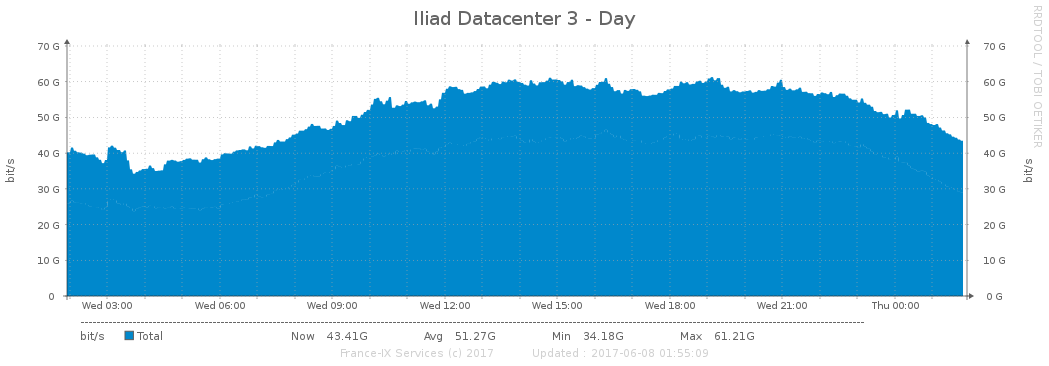 Iliad Datacenter 3 - Day
RRDTOOL / TOBI OETIKER
bit/s
70 G 70 G
60 G 60 G
50 G 50 G
40 G 40 G
30 G 30 G
20 G 20 G
10 G 10 G
0 0 G
bit/s
Wed 03:00 Wed 06:00 Wed 09:00 Wed 12:00 Wed 15:00 Wed 18:00 Wed 21:00 Thu 00:00
bit/s Total Now 43.41G Avg 51.27G Min 34.18G Max 61.21G
France-IX Services (c) 2017 Updated : 2017-06-08 01:55:09